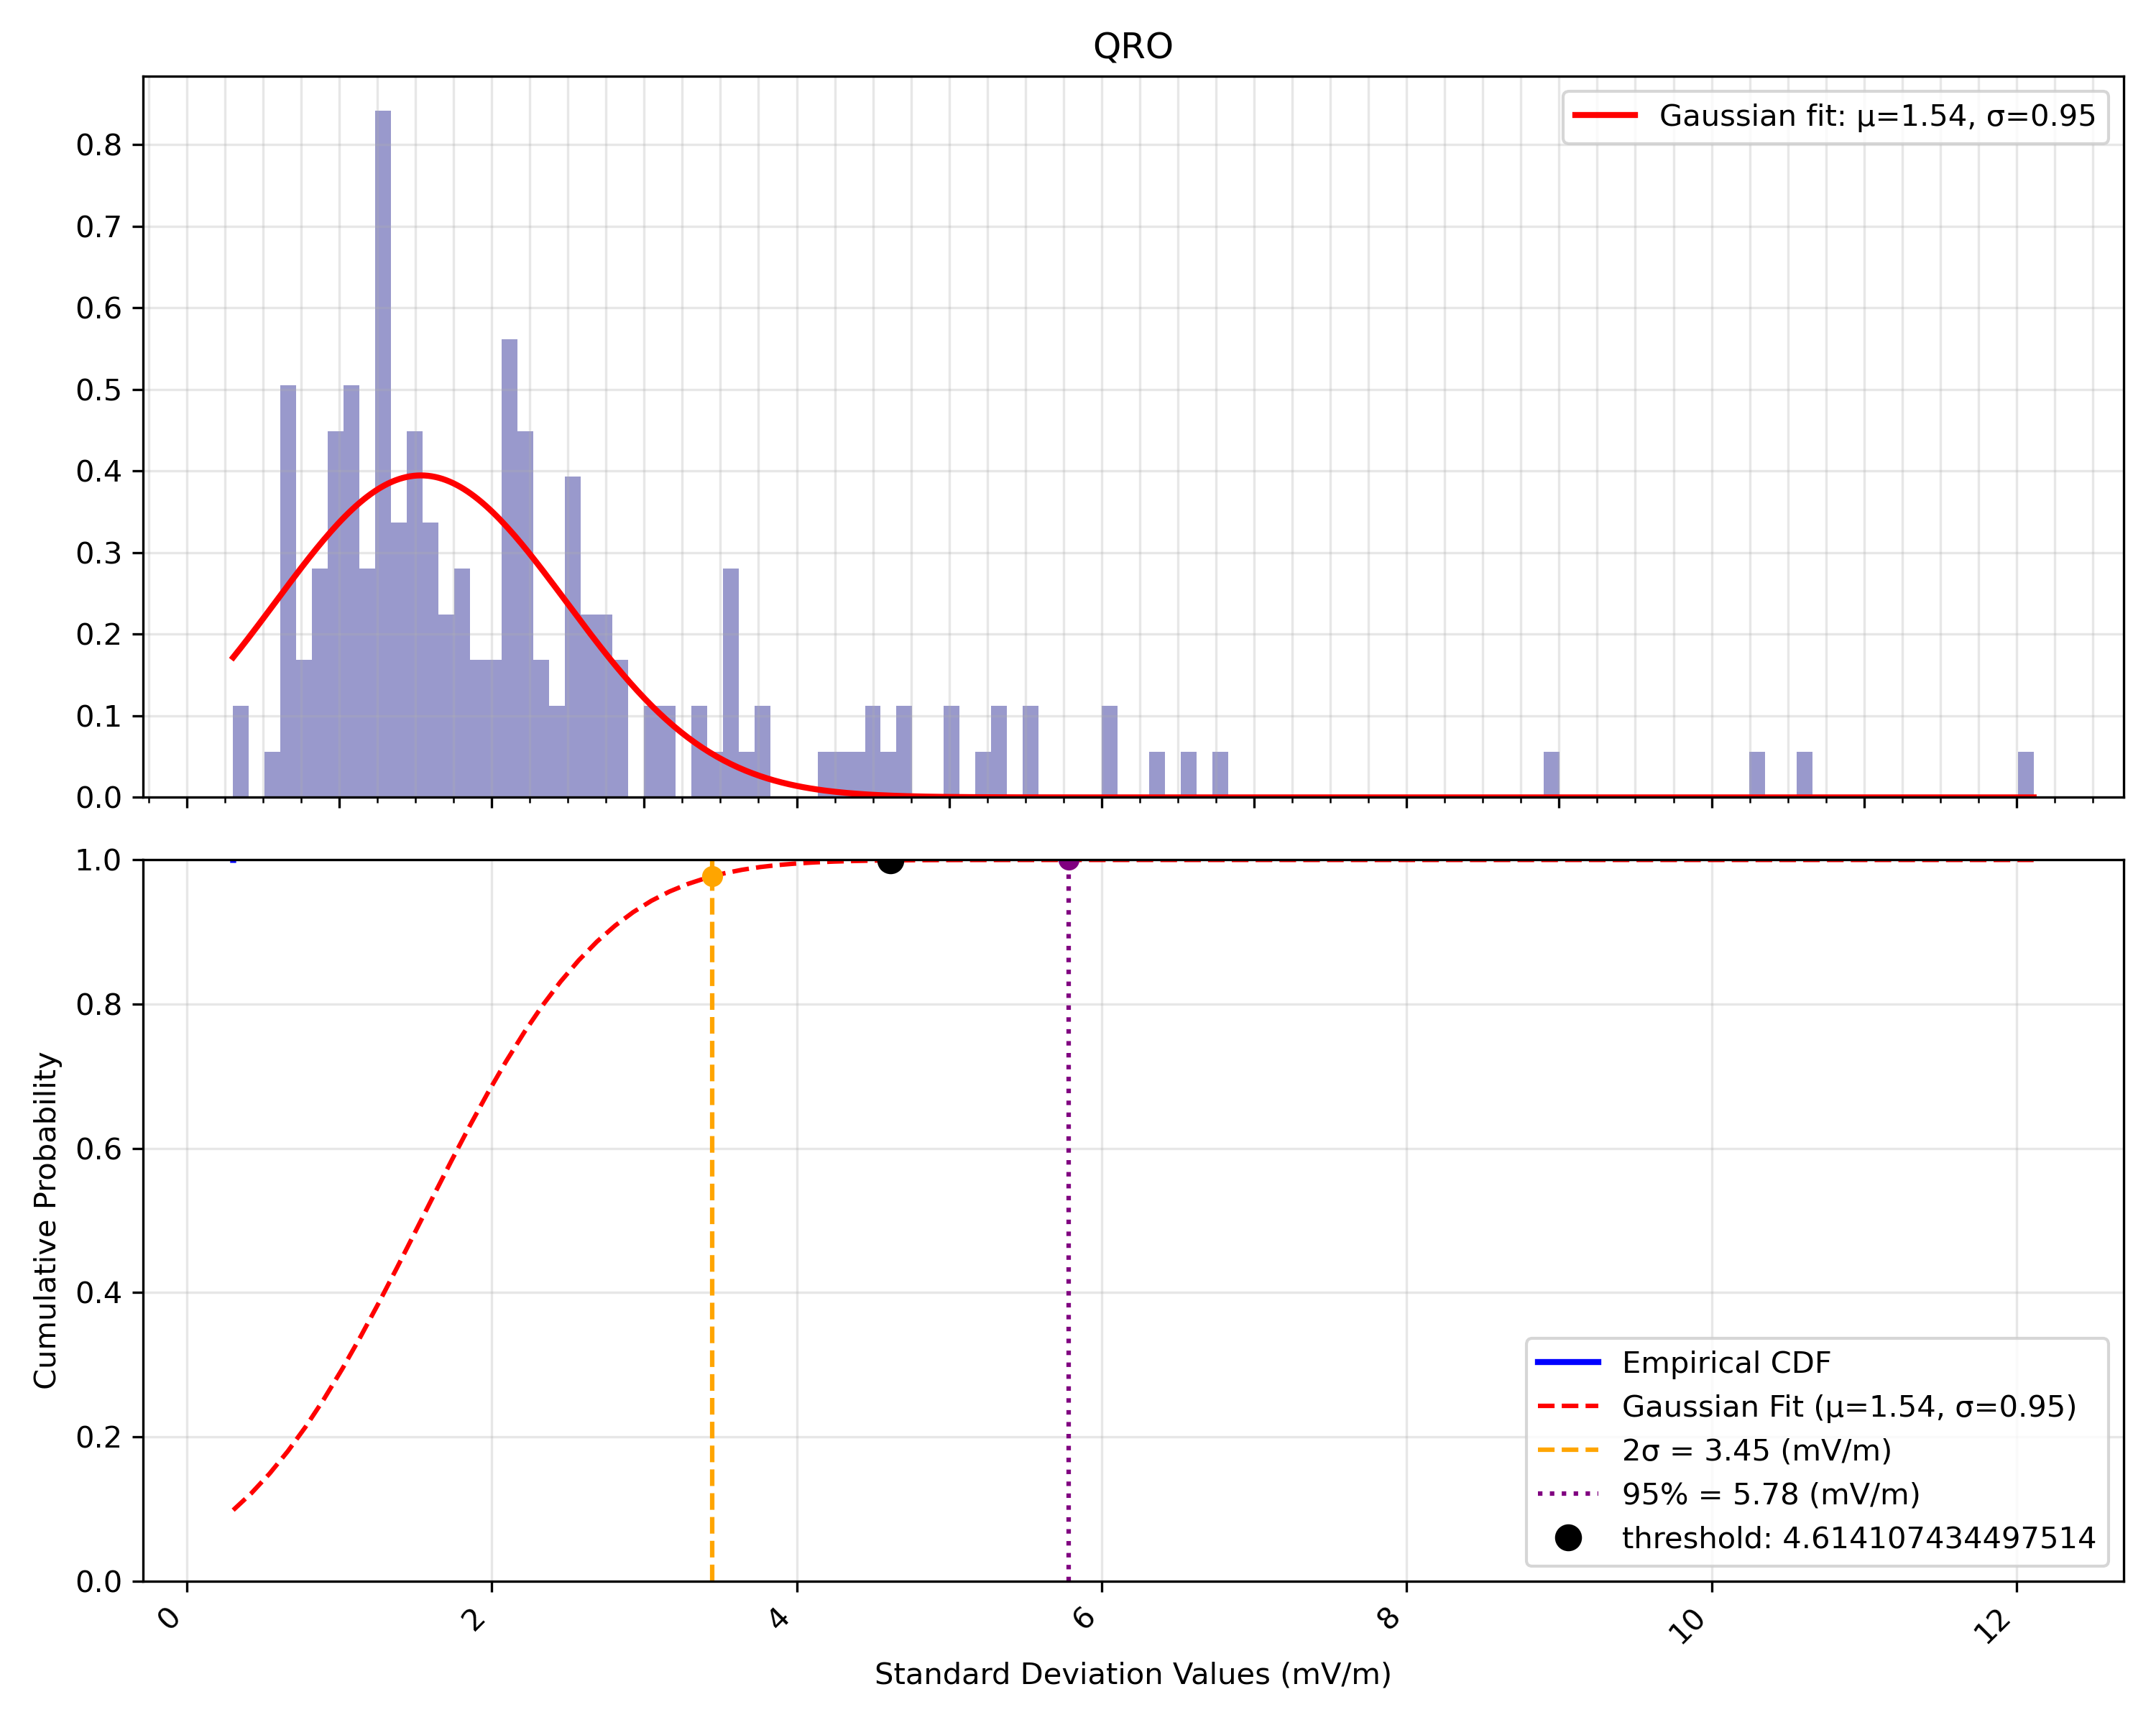 QRO
Gaussian fit: μ=1.54, σ=0.95
0.8
0.7
0.6
0.5
0.4
0.3
0.2
0.1
0.0
1.0
0.8
0.6
0.4
0.2
0.0
Cumulative Probability
Empirical CDF
Gaussian Fit (μ=1.54, σ=0.95)
2σ = 3.45 (mV/m)
95% = 5.78 (mV/m)
threshold: 4.614107434497514
0 2 4 6 8 10 12
Standard Deviation Values (mV/m)